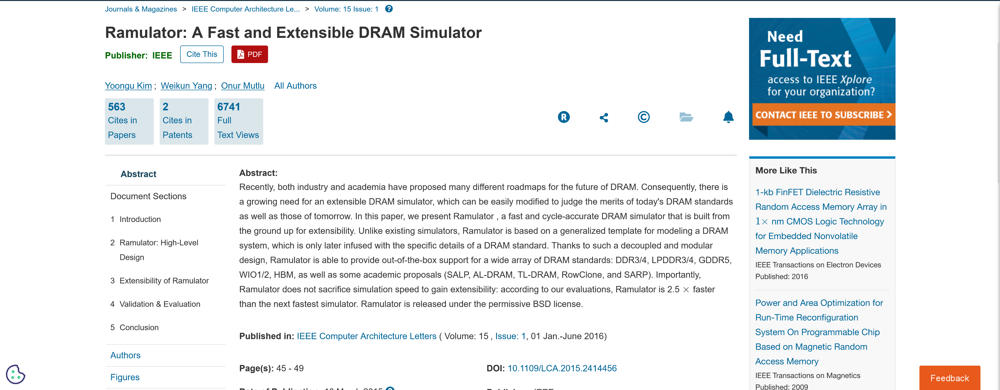 Journals & Magazines > IEEE Computer Architecture Le... > Volume: 15 Issue: 1 ?
Ramulator: A Fast and Extensible DRAM Simulator
Publisher: IEEE Cite This PDF
Yoongu Kim ; Weikun Yang ; Onur Mutlu All Authors
563
Cites in
Papers
2
Cites in
Patents
6741
Full
Text Views
R
©
Abstract
Document Sections
1 Introduction
2 Ramulator: High-Level
Design
3 Extensibility of Ramulator
4 Validation & Evaluation
5 Conclusion
Authors
Figures
Abstract:
Recently, both industry and academia have proposed many different roadmaps for the future of DRAM. Consequently, there is
a growing need for an extensible DRAM simulator, which can be easily modified to judge the merits of today's DRAM standards
as well as those of tomorrow. In this paper, we present Ramulator , a fast and cycle-accurate DRAM simulator that is built from
the ground up for extensibility. Unlike existing simulators, Ramulator is based on a generalized template for modeling a DRAM
system, which is only later infused with the specific details of a DRAM standard. Thanks to such a decoupled and modular
design, Ramulator is able to provide out-of-the-box support for a wide array of DRAM standards: DDR3/4, LPDDR3/4, GDDR5,
WIO1/2, HBM, as well as some academic proposals (SALP, AL-DRAM, TL-DRAM, RowClone, and SARP). Importantly,
Ramulator does not sacrifice simulation speed to gain extensibility: according to our evaluations, Ramulator is 2.5 × faster
than the next fastest simulator. Ramulator is released under the permissive BSD license.
Published in: IEEE Computer Architecture Letters ( Volume: 15 , Issue: 1, 01 Jan.-June 2016)
Page(s): 45 - 49
DOI: 10.1109/LCA.2015.2414456
Need
Full-Text
access to IEEE Xplore
for your organization?
CONTACT IEEE TO SUBSCRIBE >
More Like This
1-kb FinFET Dielectric Resistive
Random Access Memory Array in
1× nm CMOS Logic Technology
for Embedded Nonvolatile
Memory Applications
IEEE Transactions on Electron Devices
Published: 2016
Power and Area Optimization for
Run-Time Reconfiguration
System On Programmable Chip
Based on Magnetic Random
Access Memory
IEEE Transactions on Magnetics
Published: 2009
Feedback